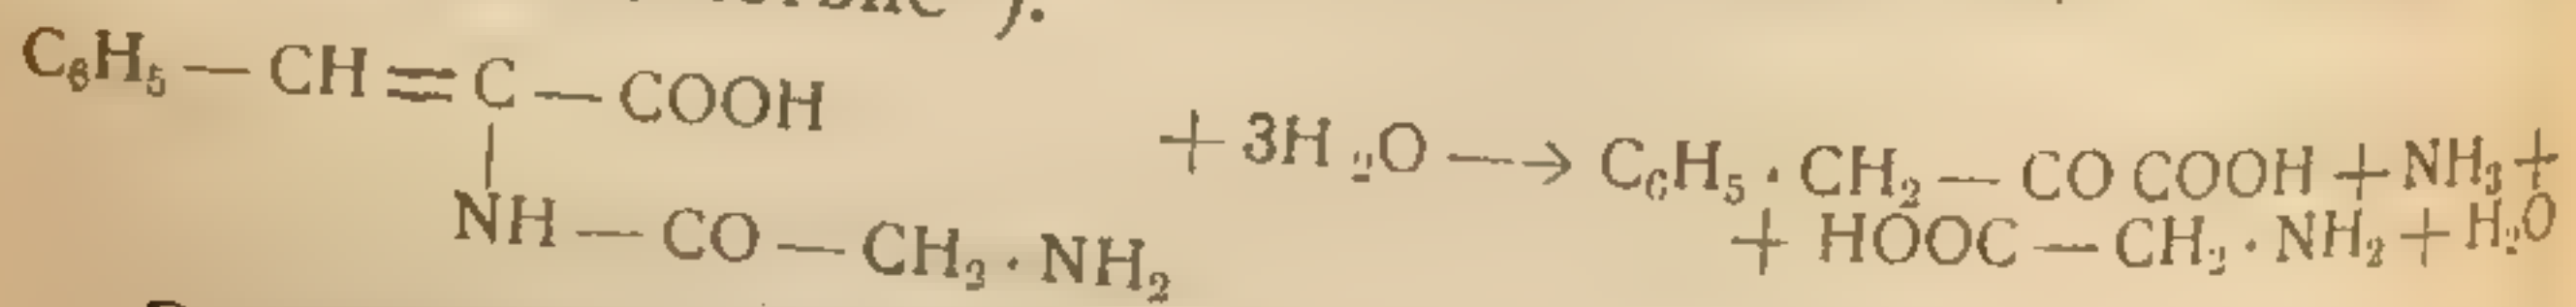 ).
C₆H₅ — CH = C — COOH
+ 3H₂O —→ C₆H₅ · CH₂ — CO COOH + NH₃ +
NH — CO — CH₂ · NH₂
+ HOOC — CH₂ · NH₂ + H₂O